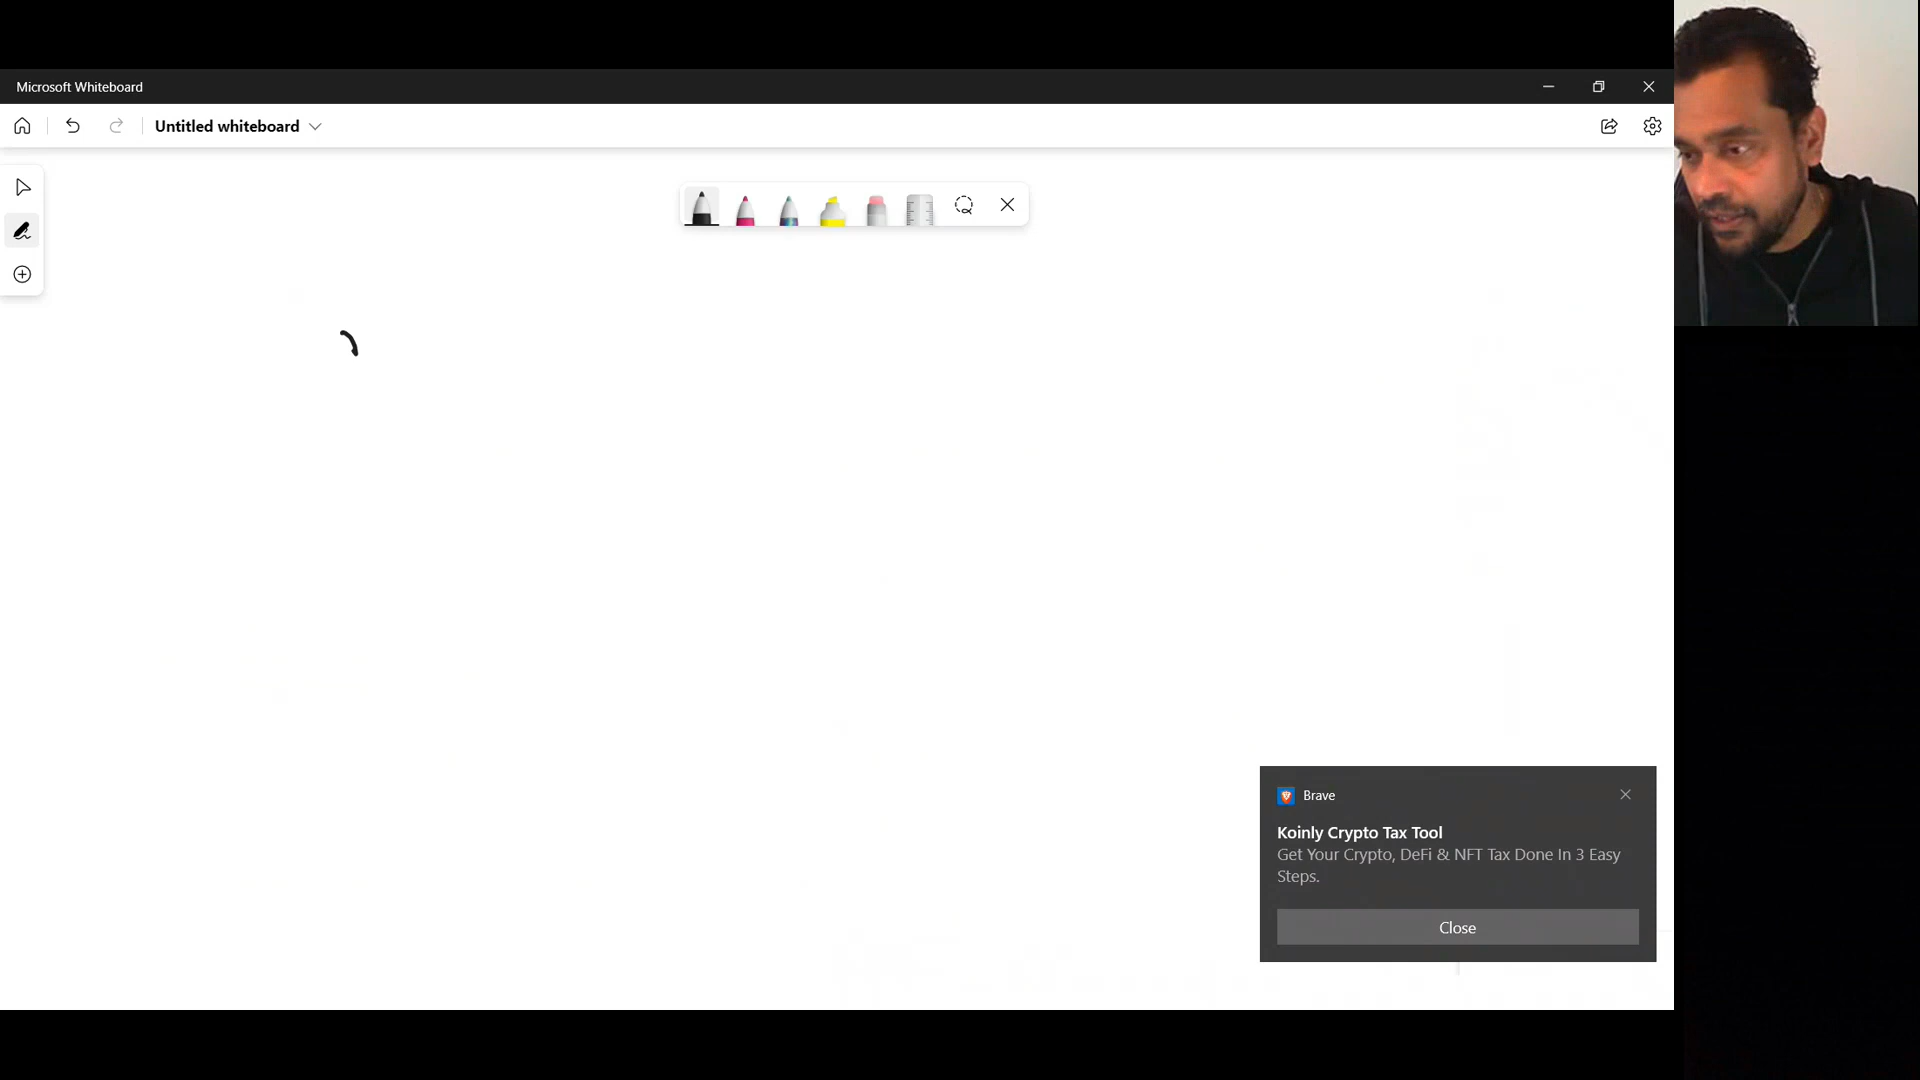 Microsoft Whiteboard
Untitled whiteboard
Brave
Koinly Crypto Tax Tool
Get Your Crypto, DeFi & NFT Tax Done In 3 Easy
Steps.
Close